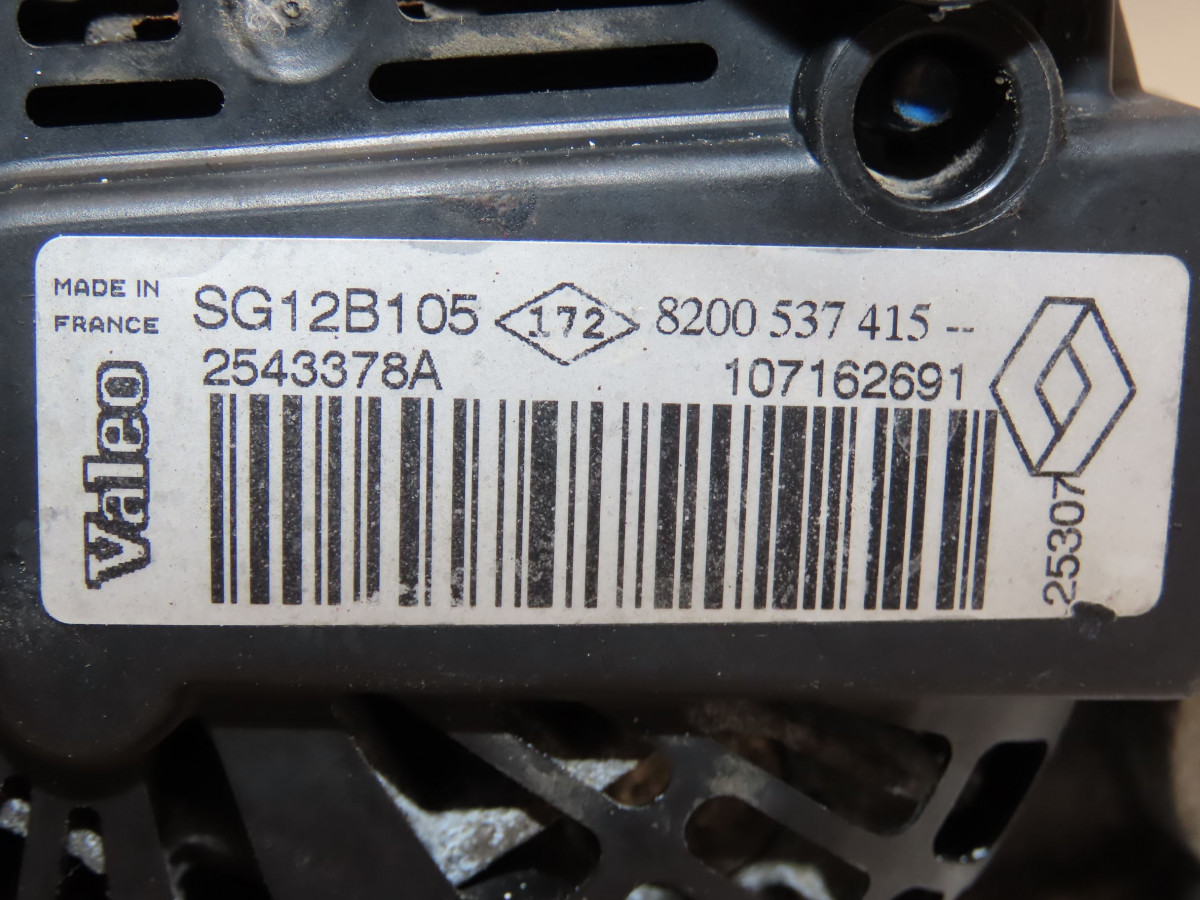 MADE IN
FRANCE
SG12B105 172 8200 537 415 --
2543378A 107162691
Valeo
25307